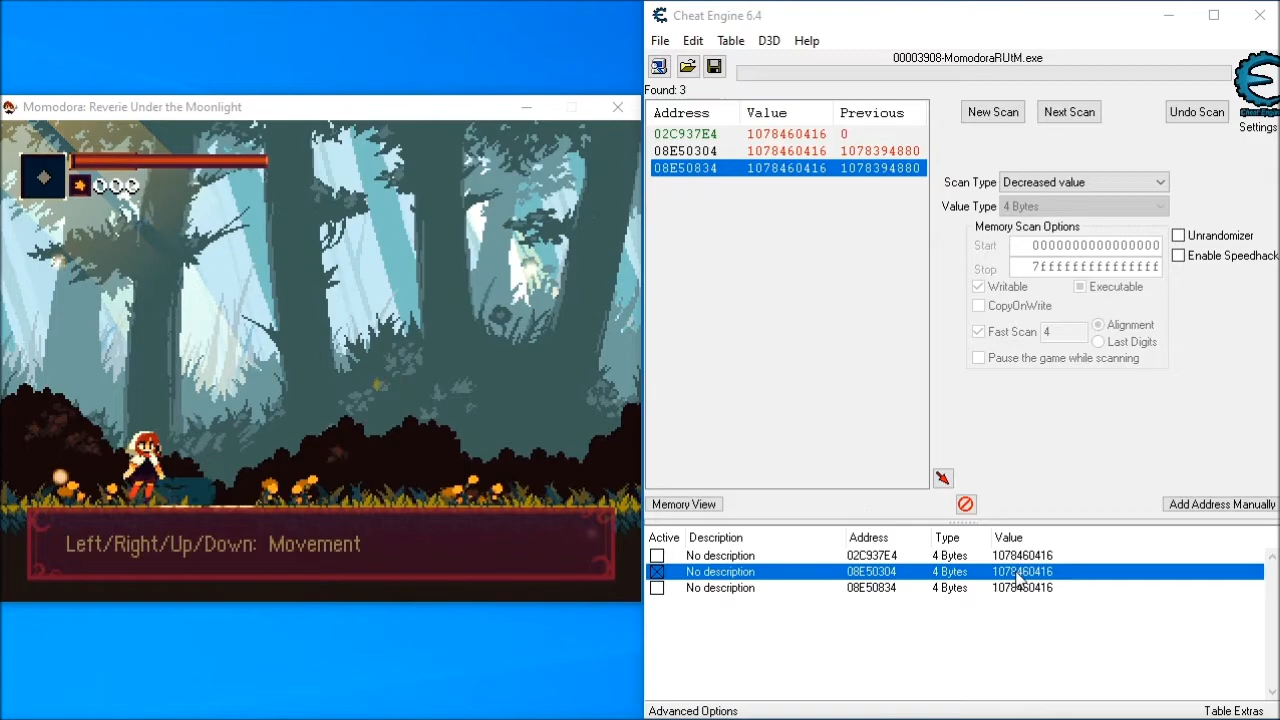 Momodora: Reverie Under the Moonlight
000
Left/Right/Up/Down: Movement
Cheat Engine 6.4
File Edit Table D3D Help
00003908-MomodoraRUtM.exe
Found: 3
Address Value Previous
02C937E4 1078460416 0
08E50304 1078460416 1078394880
08E50834 1078460416 1078394880
New Scan Next Scan Undo Scan
Settings
Scan Type Decreased value
Value Type 4 Bytes
Memory Scan Options
Start 0000000000000000
Stop 7fffffffffffffff
Writable Executable
CopyOnWrite
Fast Scan 4 Alignment
Last Digits
Pause the game while scanning
Unrandomizer
Enable Speedhack
Memory View Add Address Manually
Active Description Address Type Value
No description 02C937E4 4 Bytes 1078460416
No description 08E50304 4 Bytes 1078460416
No description 08E50834 4 Bytes 1078460416
Advanced Options Table Extras